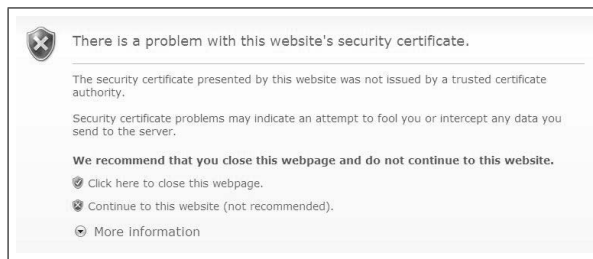 There is a problem with this website's security certificate.
The security certificate presented by this website was not issued by a trusted certificate
authority.
Security certificate problems may indicate an attempt to fool you or intercept any data you
send to the server.
We recommend that you close this webpage and do not continue to this website.
Click here to close this webpage.
Continue to this website (not recommended).
More information